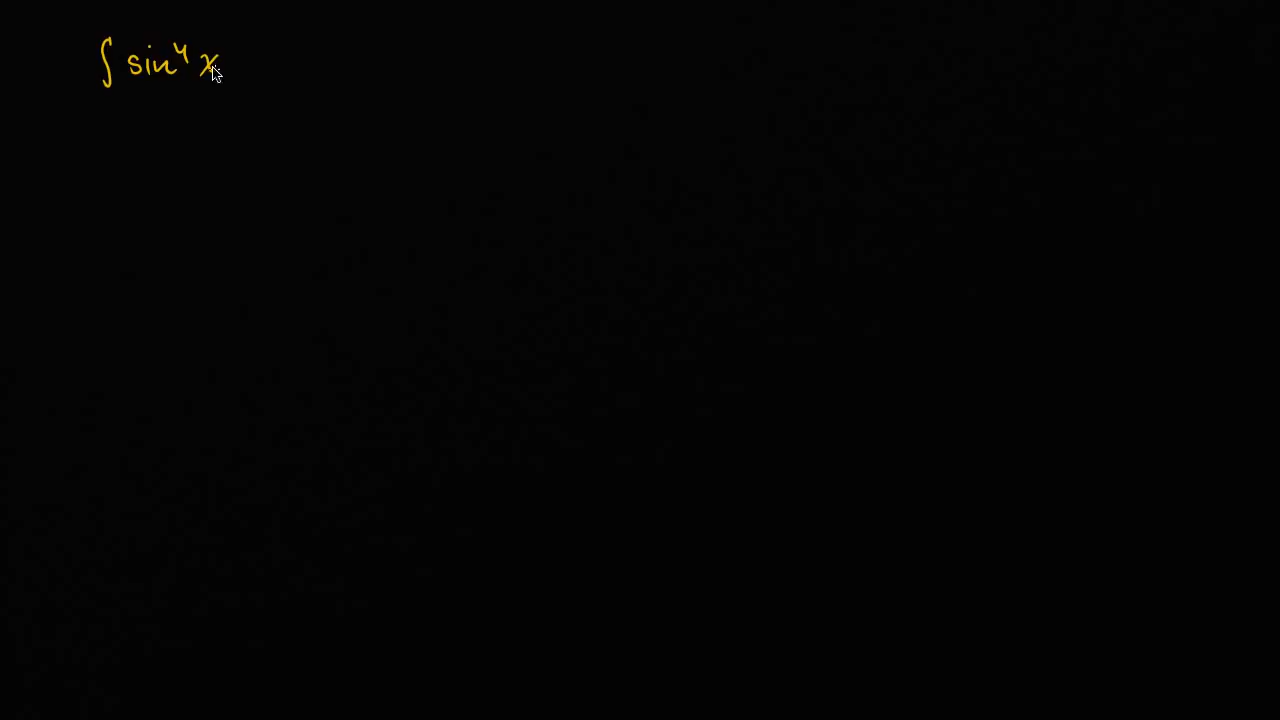 ∫ sin⁴ x